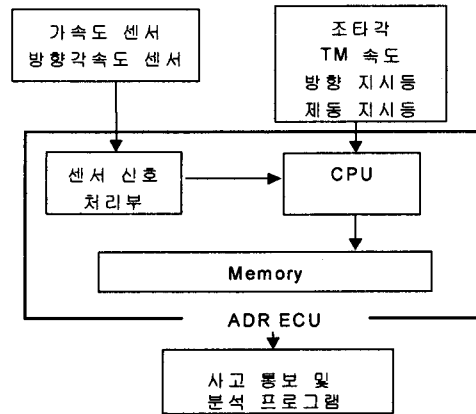 가속도 센서
방향각속도 센서
조타각
TM 속도
방향 지시등
제동 지시등
센서 신호
처리부
CPU
Memory
ADR ECU
사고 통보 및
분석 프로그램